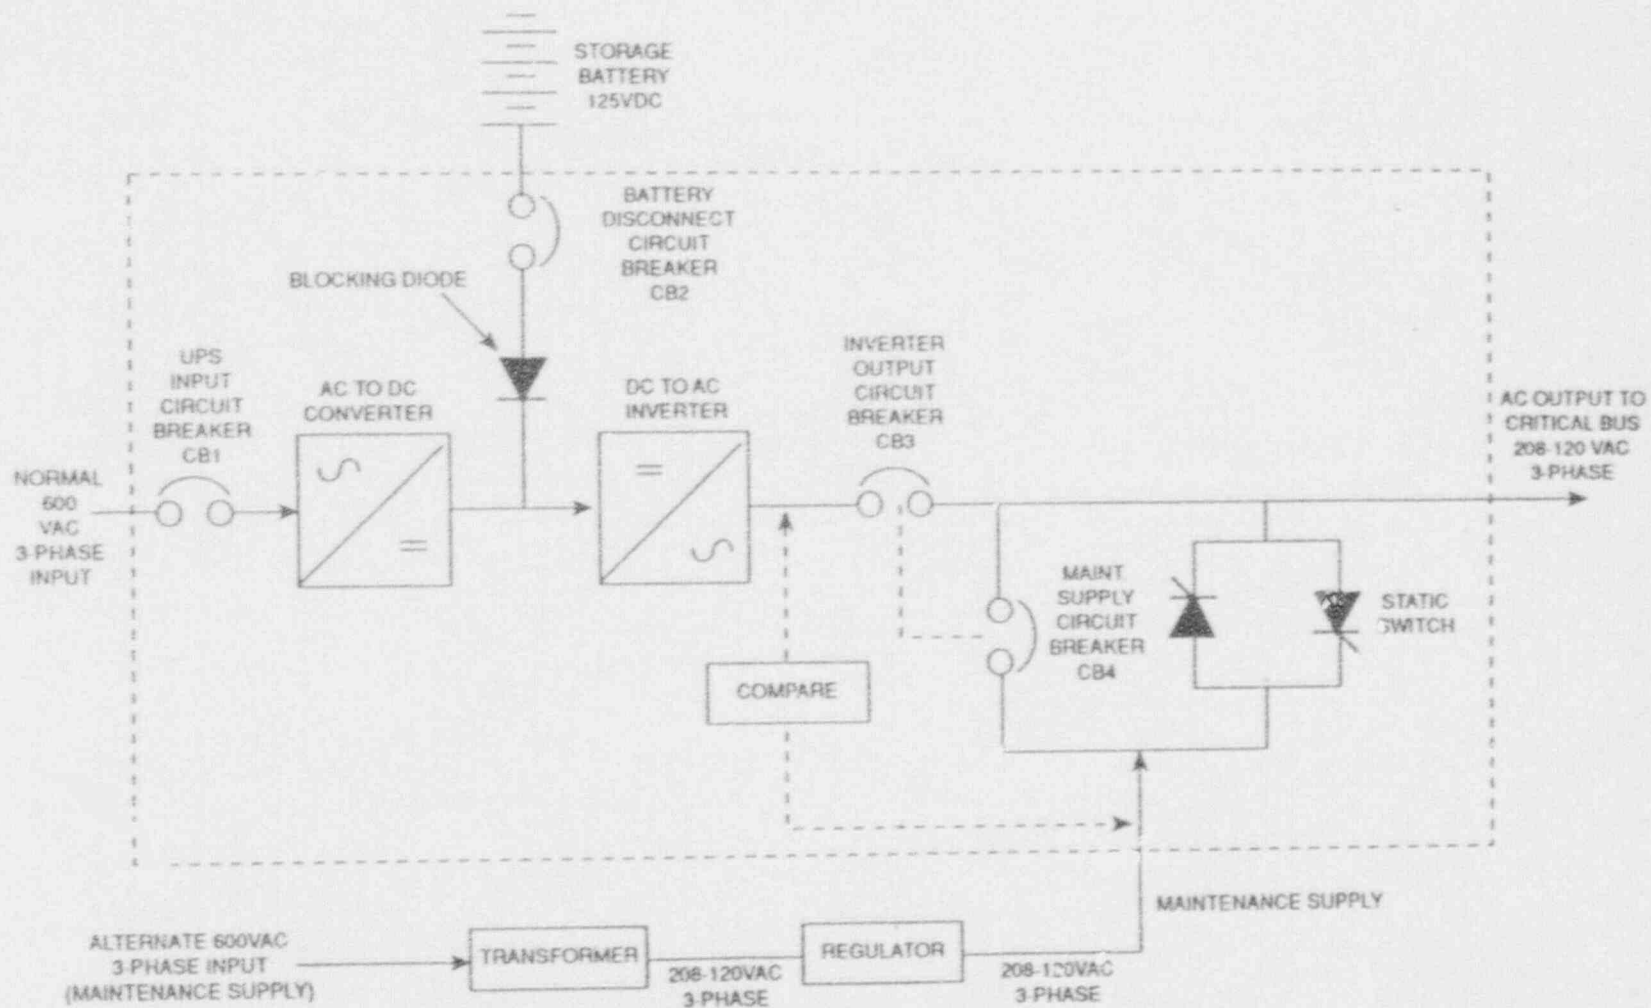 STORAGE
BATTERY
125VDC
BATTERY
DISCONNECT
CIRCUIT
BREAKER
CB2
BLOCKING DIODE
UPS
INPUT
CIRCUIT
BREAKER
CB1
AC TO DC
CONVERTER
DC TO AC
INVERTER
INVERTER
OUTPUT
CIRCUIT
BREAKER
CB3
AC OUTPUT TO
CRITICAL BUS
208-120 VAC
3-PHASE
NORMAL
600
VAC
3-PHASE
INPUT
MAINT.
SUPPLY
CIRCUIT
BREAKER
CB4
STATIC
SWITCH
COMPARE
MAINTENANCE SUPPLY
ALTERNATE 600VAC
3-PHASE INPUT
(MAINTENANCE SUPPLY)
TRANSFORMER
208-120VAC
3-PHASE
REGULATOR
208-120VAC
3-PHASE